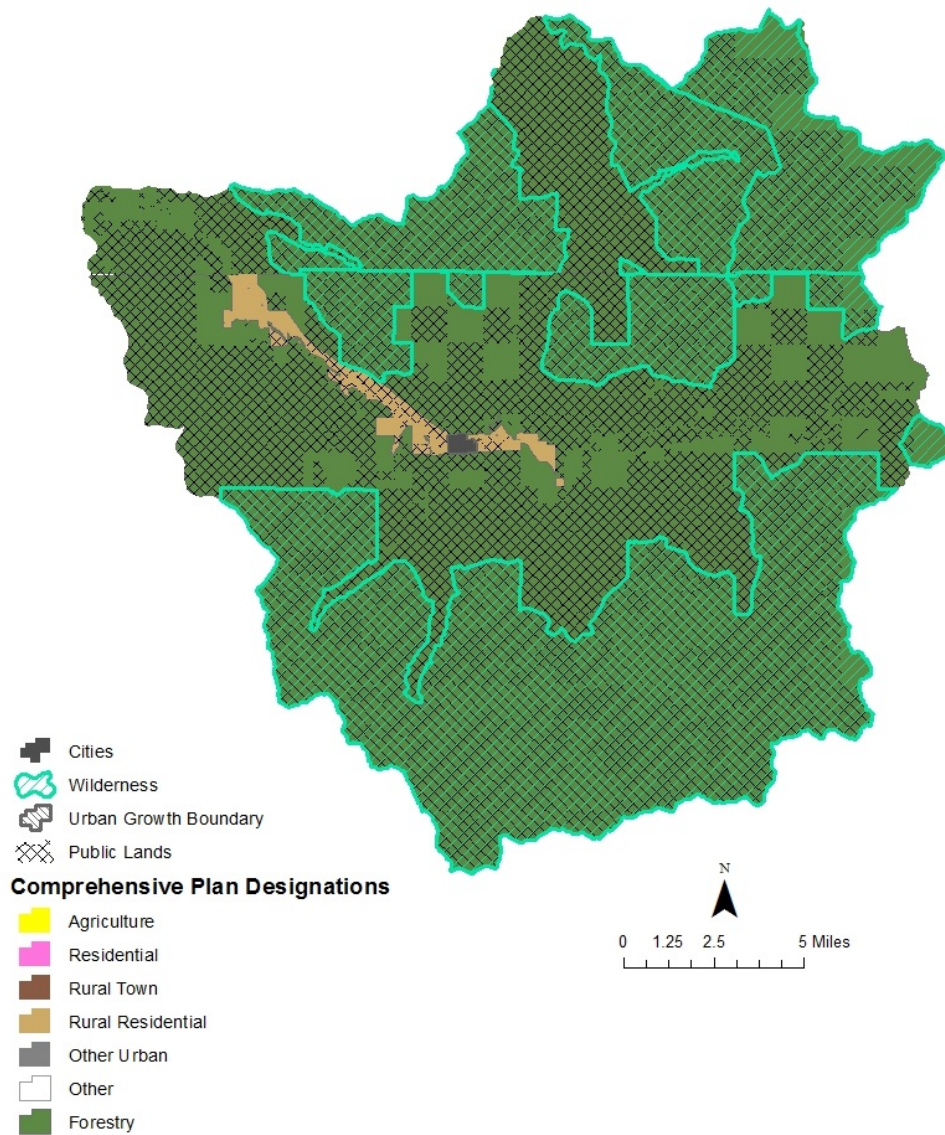 Cities
Wilderness
Urban Growth Boundary
Public Lands
Comprehensive Plan Designations
Agriculture
Residential
Rural Town
Rural Residential
Other Urban
Other
Forestry
N
0 1.25 2.5 5 Miles